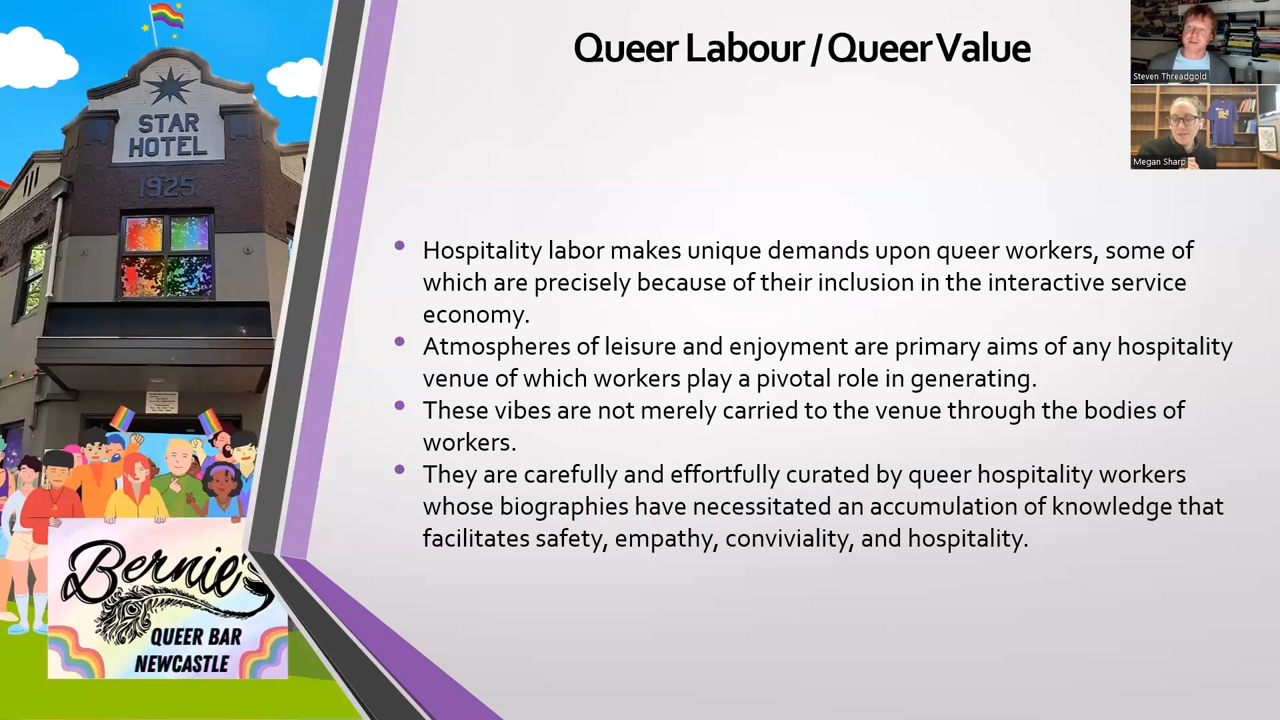 Queer Labour / Queer Value
Steven Threadgold
Megan Sharp
STAR
HOTEL
1925
• Hospitality labor makes unique demands upon queer workers, some of
which are precisely because of their inclusion in the interactive service
economy.
• Atmospheres of leisure and enjoyment are primary aims of any hospitality
venue of which workers play a pivotal role in generating.
• These vibes are not merely carried to the venue through the bodies of
workers.
• They are carefully and effortfully curated by queer hospitality workers
whose biographies have necessitated an accumulation of knowledge that
facilitates safety, empathy, conviviality, and hospitality.
Bernie's
QUEER BAR
NEWCASTLE